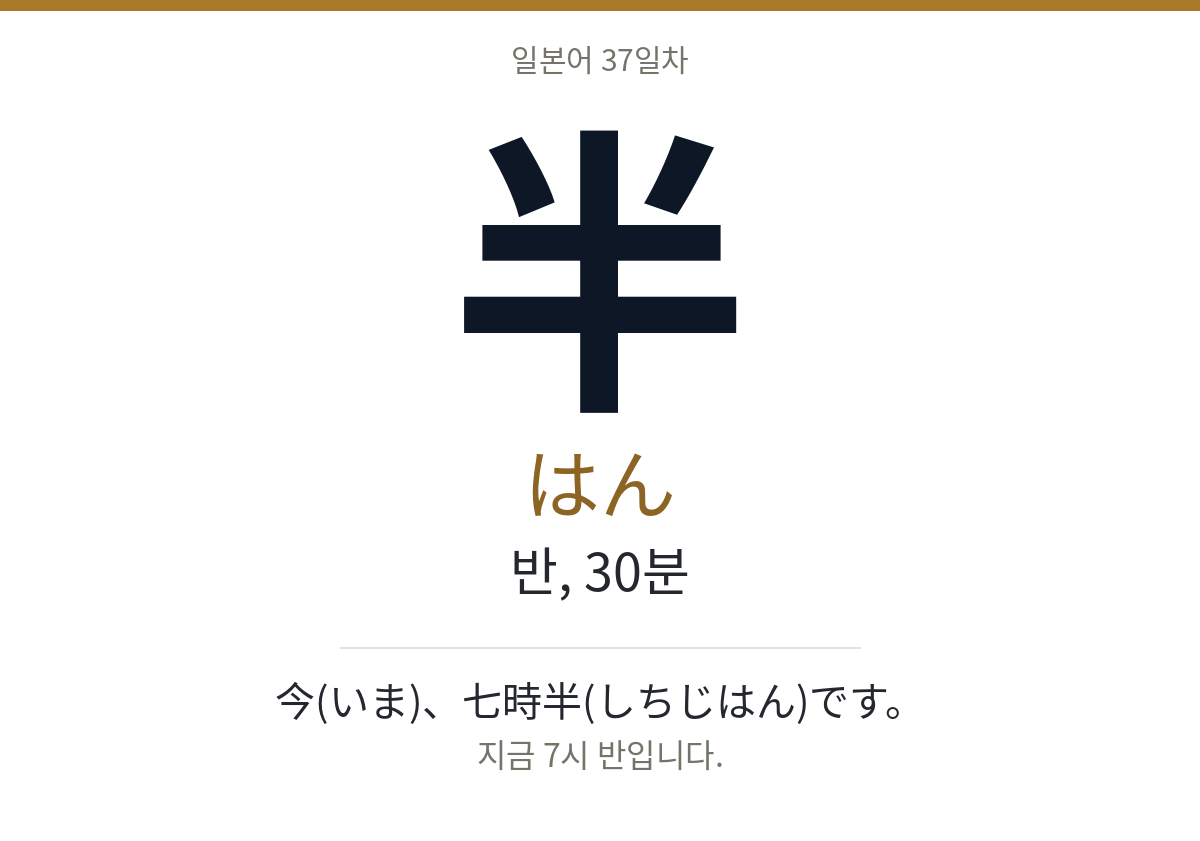 일본어 37일차
半
はん
반, 30분
今(いま)、七時半(しちじはん)です。
지금 7시 반입니다.